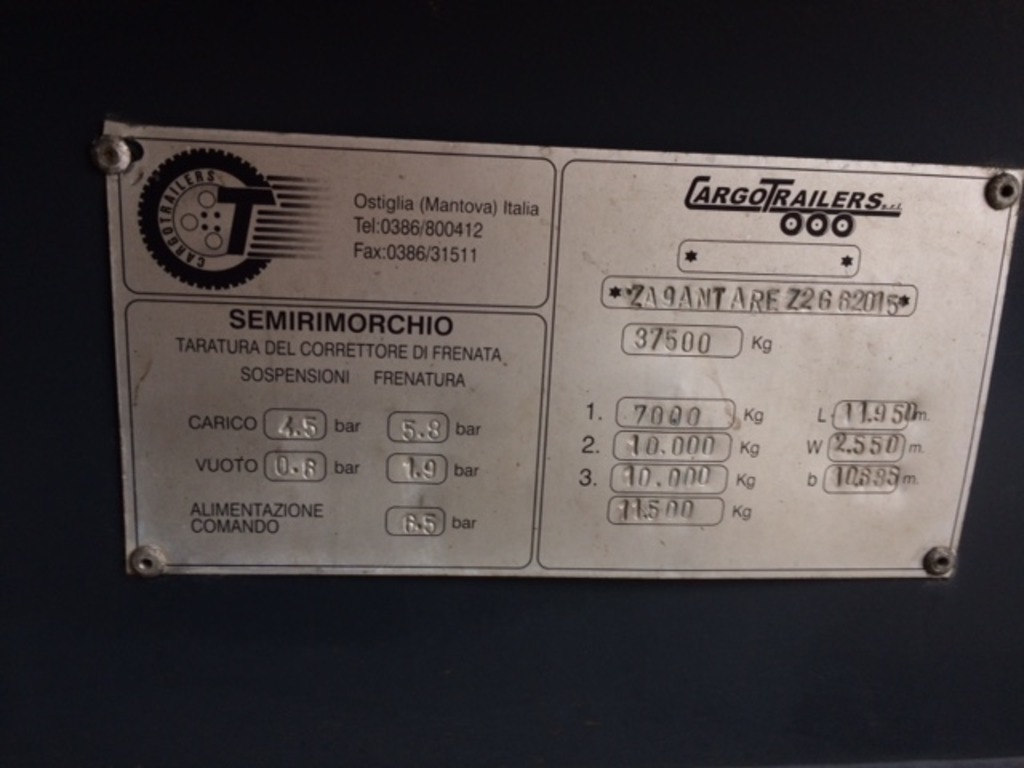 CARGOTRAILERS
CARGOTRAILERS
T
Ostiglia (Mantova) Italia
Tel:0386/800412
Fax:0386/31511
SEMIRIMORCHIO
TARATURA DEL CORRETTORE DI FRENATA
SOSPENSIONI FRENATURA
CARICO 4.5 bar 5.8 bar
VUOTO 0.6 bar 1.9 bar
ALIMENTAZIONE
COMANDO 6.5 bar
CARGOTRAILERS s.r.l.
* *
*ZA9ANTAREZ2G62015*
37500 Kg
1. 7000 Kg L 11.950 m.
2. 10.000 Kg W 2.550 m.
3. 10.000 Kg b m.
11.500 Kg